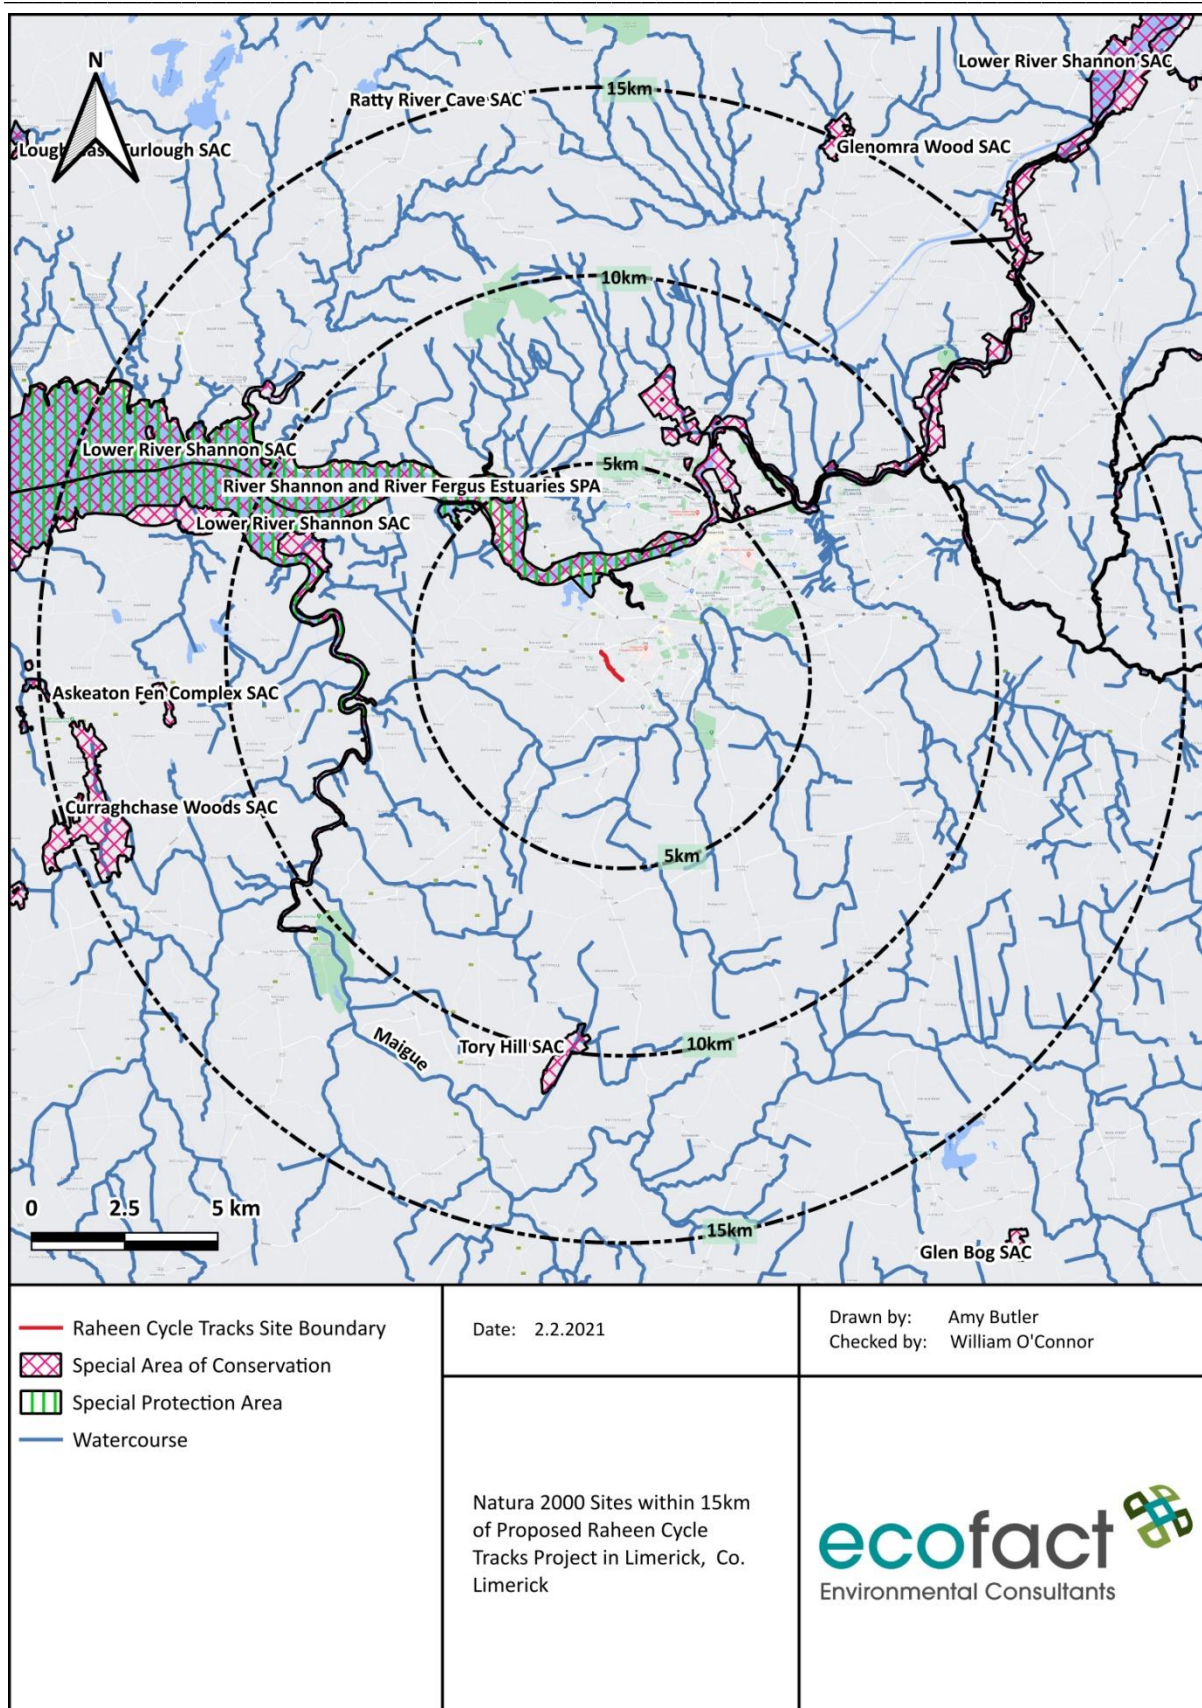 Lower River Shannon SAC
N
15km
Ratty River Cave SAC
Glenomra Wood SAC
Turlough SAC
10km
Lower River Shannon SAC
5km
River Shannon and River Fergus Estuaries SPA
Lower River Shannon SAC
Askeaton Fen Complex SAC
Curraghchase Woods SAC
5km
Maigue
Tory Hill SAC
10km
0 2.5 5 km
15km
Glen Bog SAC
Raheen Cycle Tracks Site Boundary
Special Area of Conservation
Special Protection Area
Watercourse
Date: 2.2.2021
Drawn by: Amy Butler
Checked by: William O'Connor
Natura 2000 Sites within 15km
of Proposed Raheen Cycle
Tracks Project in Limerick, Co.
Limerick
ecofact
Environmental Consultants